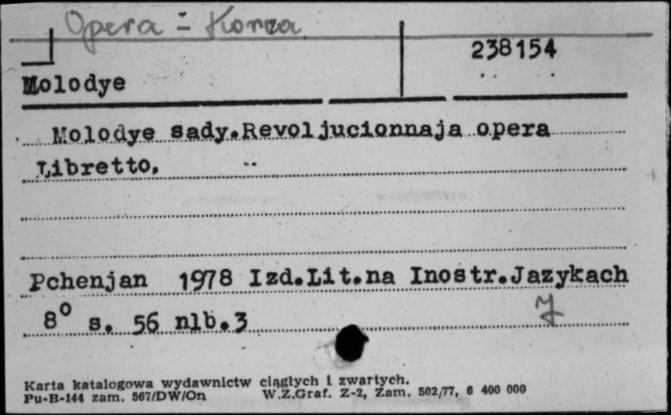 Opera - Korea
238154
Molodye
Molodye sady.Revoljucionnaja opera
Libretto.
Pchenjan 1978 Izd.Lit.na Inostr.Jazykach
8° s. 56 nlb.3
Karta katalogowa wydawnictw ciągłych i zwartych.
Pu-B-144 zam. 567/DW/On W.Z.Graf. Z-2, Zam. 502/77, 6 400 000